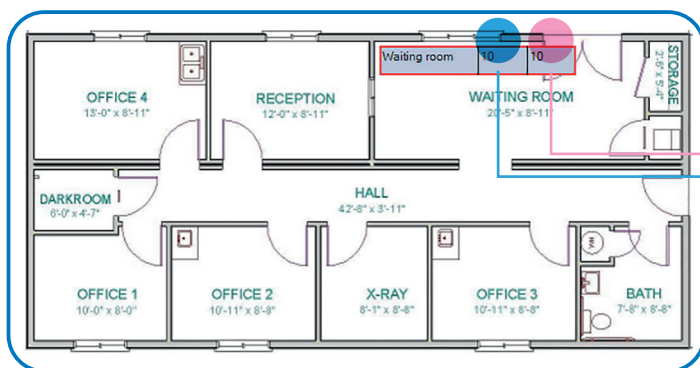 Waiting room 10 10
OFFICE 4
13'-0" x 8'-11"
RECEPTION
12'-0" x 8'-11"
WAITING ROOM
20'-5" x 8'-11"
STORAGE
2'-6" x 5'-4"
DARKROOM
6'-0" x 4'-7"
HALL
42'-8" x 3'-11"
OFFICE 1
10'-0" x 8'-0"
OFFICE 2
10'-11" x 8'-8"
X-RAY
8'-1" x 8'-8"
OFFICE 3
10'-11" x 8'-8"
WH
BATH
7'-8" x 8'-8"